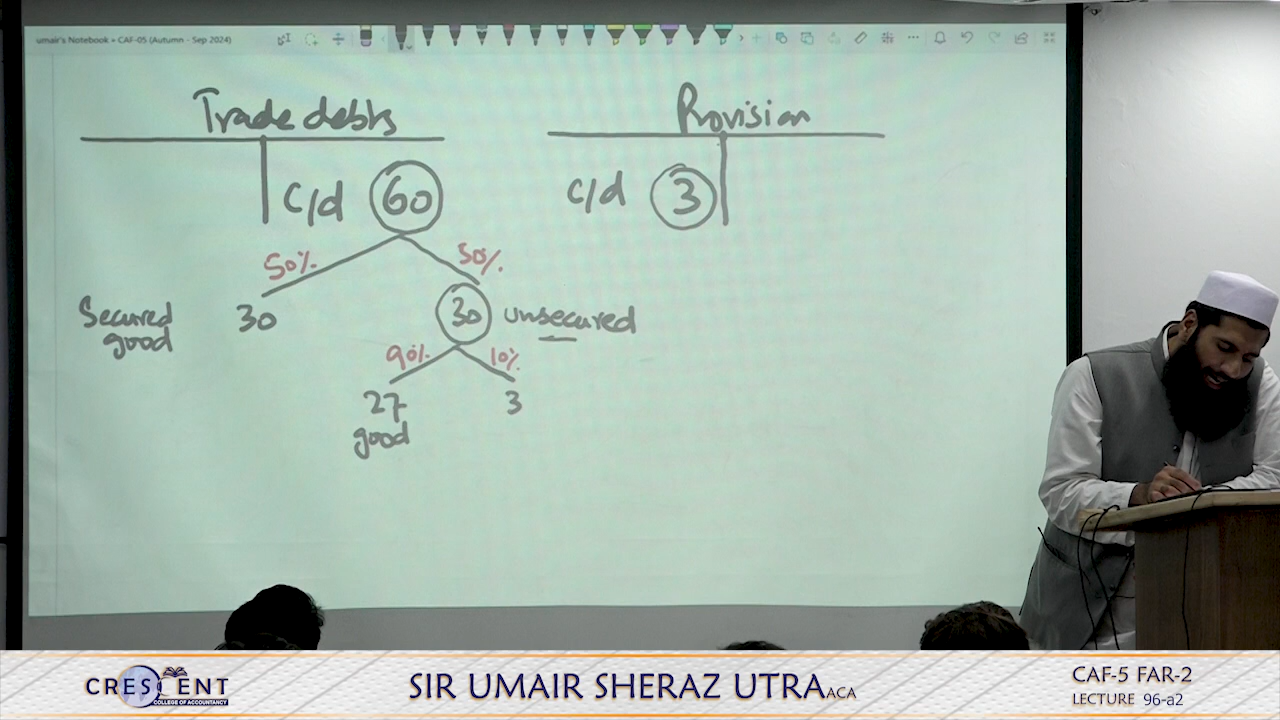 umair's Notebook » CAF-05 (Autumn - Sep 2024)
Trade debts
Provision
c/d 60
c/d 3
50%
50%
Secured
good
30
30 unsecured
90%
10%
27
3
good
CRESCENT
COLLEGE OF ACCOUNTANCY
SIR UMAIR SHERAZ UTRA ACA
CAF-5 FAR-2
LECTURE 96-a2